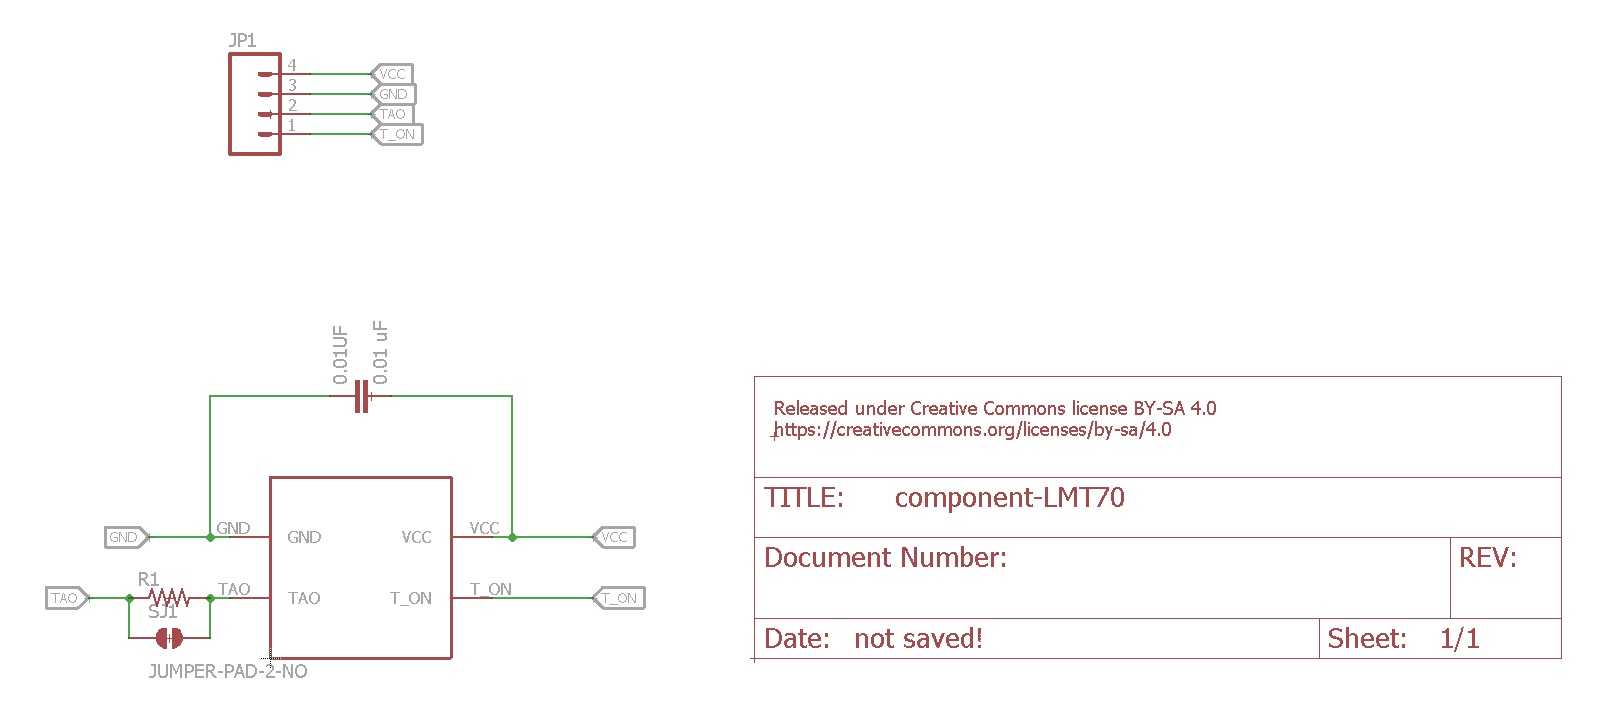 JP1
4
VCC
3
GND
2
TAO
1
T_ON
0.01UF
0.01 uF
GND
GND
GND
VCC
VCC
VCC
TAO
R1
SJ1
TAO
TAO
T_ON
T_ON
T_ON
JUMPER-PAD-2-NO
Released under Creative Commons license BY-SA 4.0
https://creativecommons.org/licenses/by-sa/4.0
TITLE: component-LMT70
Document Number:
REV:
Date: not saved!
Sheet: 1/1